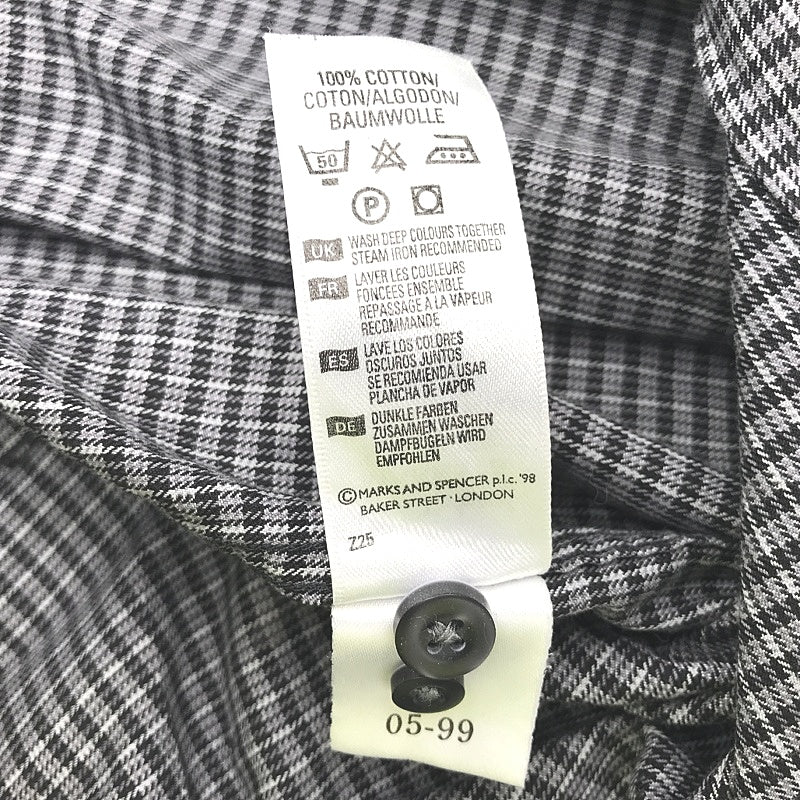 100% COTTON/
COTON/ALGODON/
BAUMWOLLE
50
P
UK WASH DEEP COLOURS TOGETHER
STEAM IRON RECOMMENDED
FR LAVER LES COULEURS
FONCEES ENSEMBLE
REPASSAGE A LA VAPEUR
RECOMMANDE
ES LAVE LOS COLORES
OSCUROS JUNTOS
SE RECOMIENDA USAR
PLANCHA DE VAPOR
DE DUNKLE FARBEN
ZUSAMMEN WASCHEN
DAMPFBUGELN WIRD
EMPFOHLEN
© MARKS AND SPENCER p.l.c. '98
BAKER STREET · LONDON
Z25
05-99